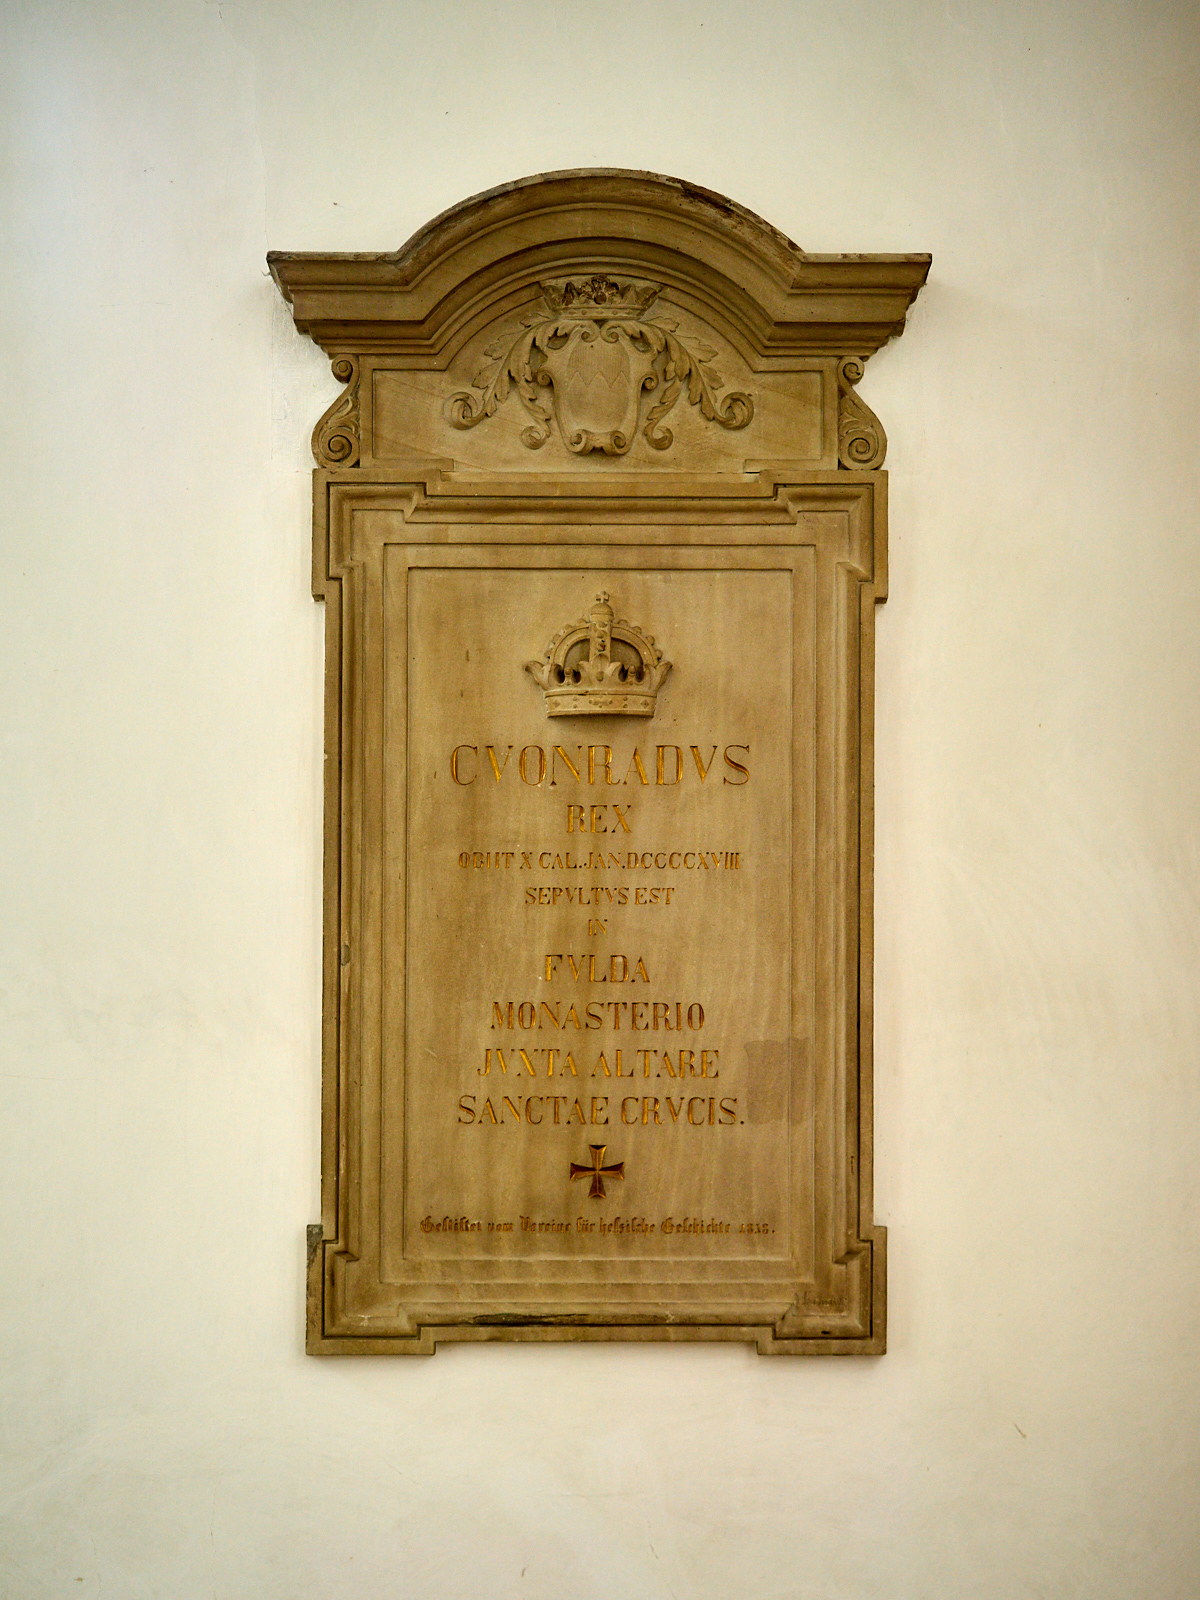 CVONRADVS
REX
OBIIT X CAL. JAN. DCCCCXVIII
SEPVLTVS EST
IN
FVLDA
MONASTERIO
JVXTA ALTARE
SANCTAE CRVCIS.
Gestiftet vom Vereine für hessische Geschichte 1838.